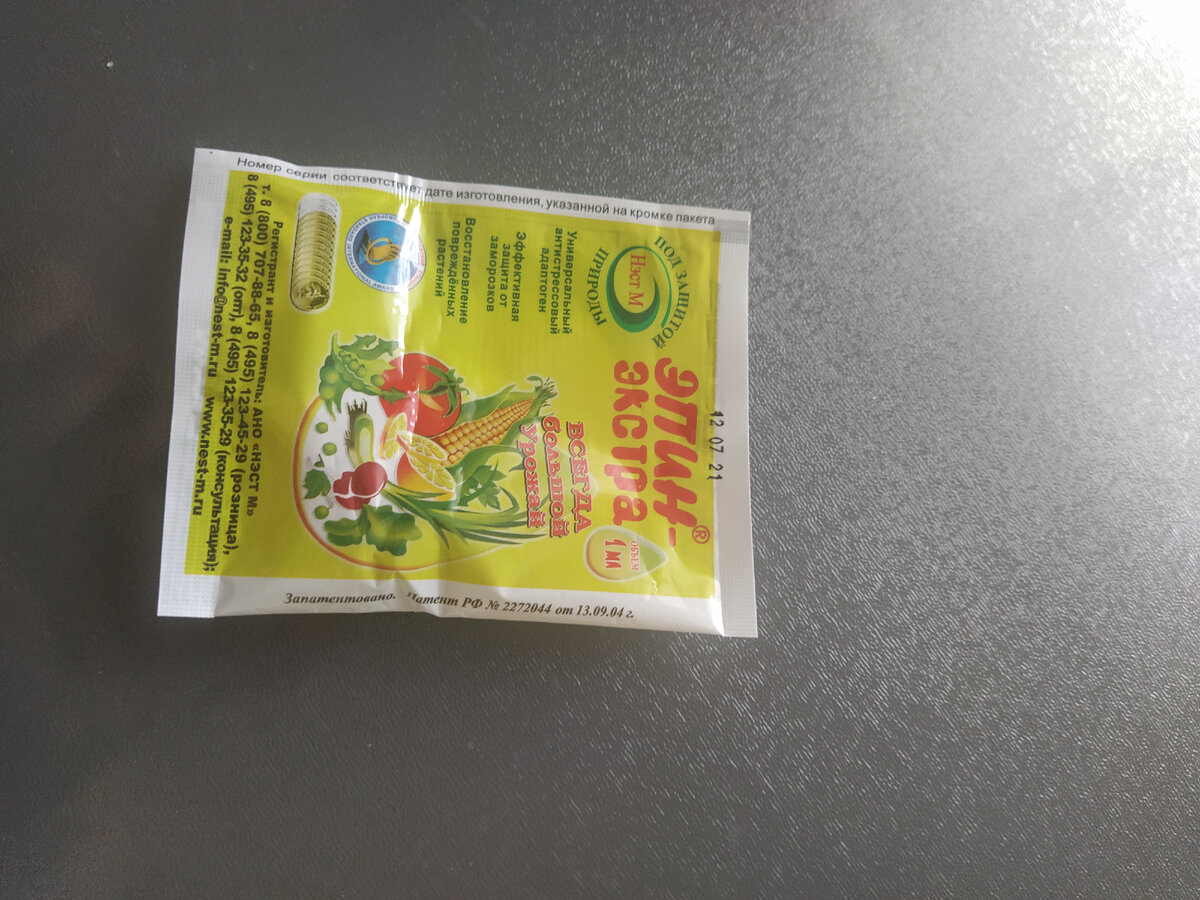 12 07 21
ПОД ЗАЩИТОЙ
Нэст М
ПРИРОДЫ
ЭПИН®-
экстра
Универсальный
антистрессовый
адаптоген
Эффективная
защита от
заморозков
Восстановление
повреждённых
растений
ОБЪЕМ
1 мл
ВСЕГДА
большой
урожай
Регистрант и изготовитель: АНО «НЭСТ М»
т. 8 (800) 707-88-65, 8 (495) 123-45-29 (розница),
8 (495) 123-35-32 (опт), 8 (495) 123-35-29 (консультация);
e-mail: info@nest-m.ru www.nest-m.ru
Номер серии соответствует дате изготовления, указанной на кромке пакета
Запатентовано. Патент РФ № 2272044 от 13.09.04 г.